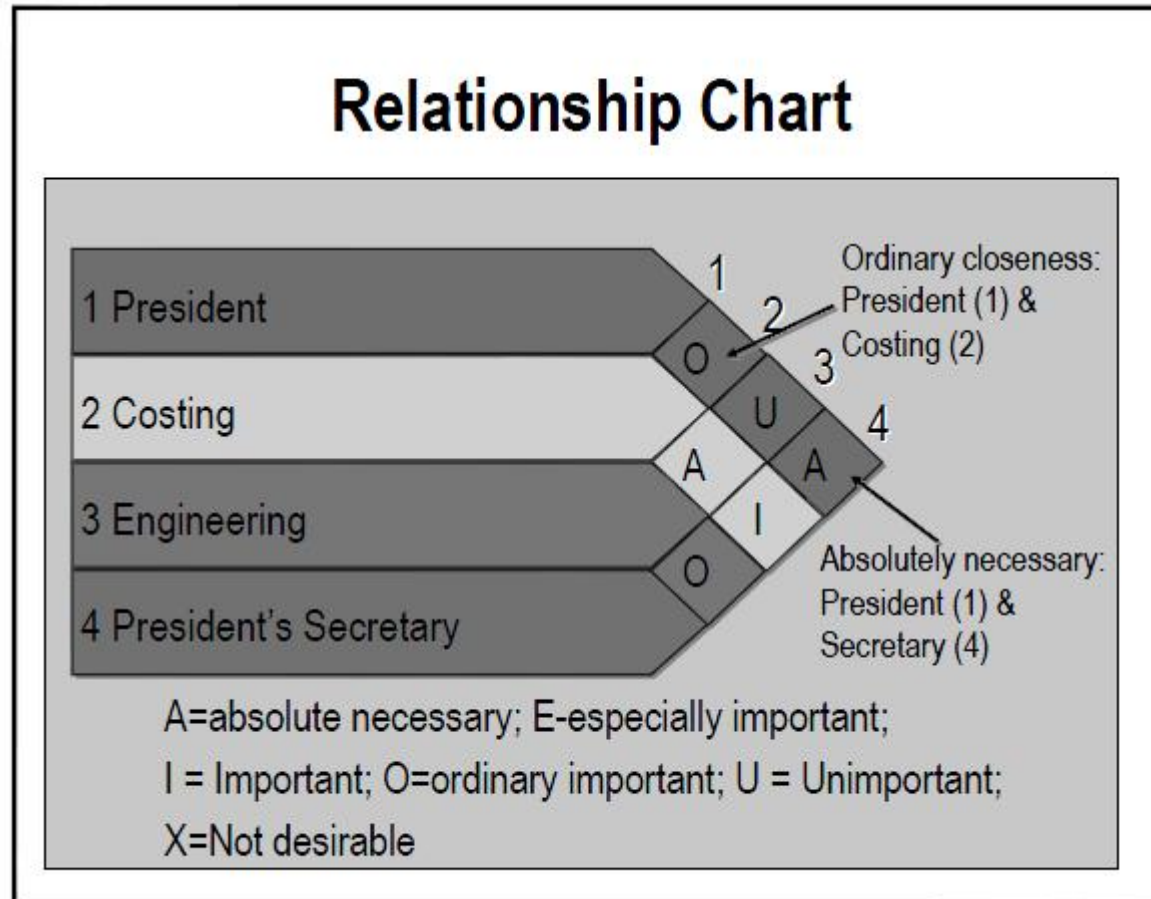 Relationship Chart
1
Ordinary closeness:
President (1) &
Costing (2)
1 President
2
O
3
2 Costing
U
4
A
A
3 Engineering
I
Absolutely necessary:
President (1) &
Secretary (4)
O
4 President's Secretary
A=absolute necessary; E-especially important;
I = Important; O=ordinary important; U = Unimportant;
X=Not desirable